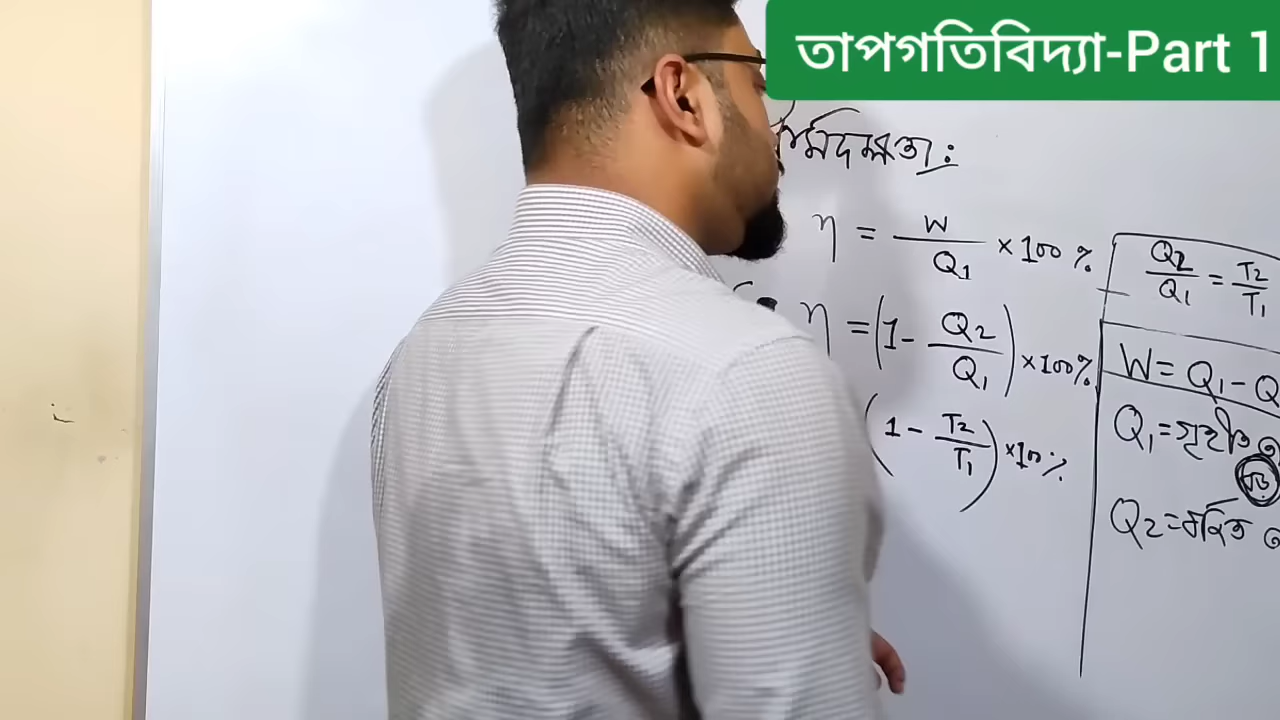 তাপগতিবিদ্যা-Part 1
র্মদক্ষতা:
η = W/Q₁ × 100 %
η = (1 - Q₂/Q₁) × 100%
(1 - T₂/T₁) × 100%
Q₂/Q₁ = T₂/T₁
W = Q₁ - Q
Q₁ = গৃহীত
Q₂ = বর্জিত